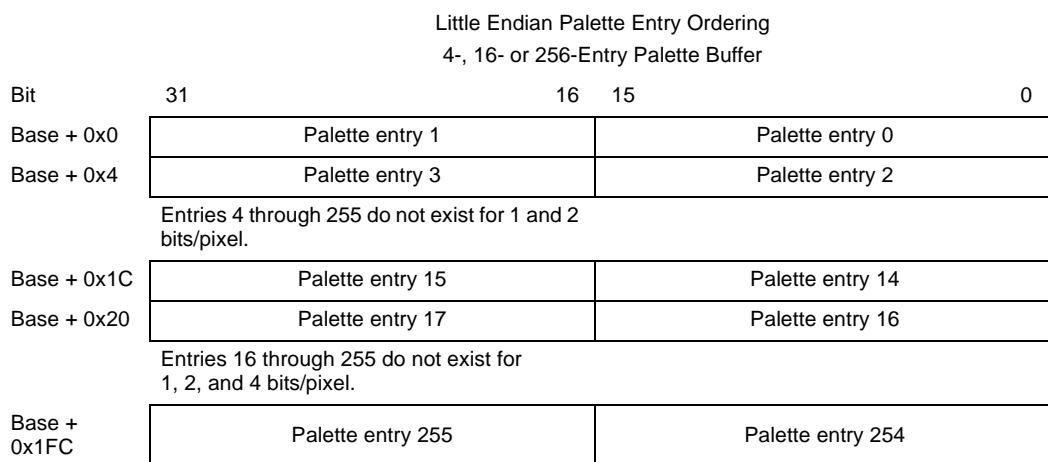 Little Endian Palette Entry Ordering
4-, 16- or 256-Entry Palette Buffer
Bit 31 16 15 0
Base + 0x0 Palette entry 1 Palette entry 0
Base + 0x4 Palette entry 3 Palette entry 2
Entries 4 through 255 do not exist for 1 and 2
bits/pixel.
Base + 0x1C Palette entry 15 Palette entry 14
Base + 0x20 Palette entry 17 Palette entry 16
Entries 16 through 255 do not exist for
1, 2, and 4 bits/pixel.
Base +
0x1FC Palette entry 255 Palette entry 254